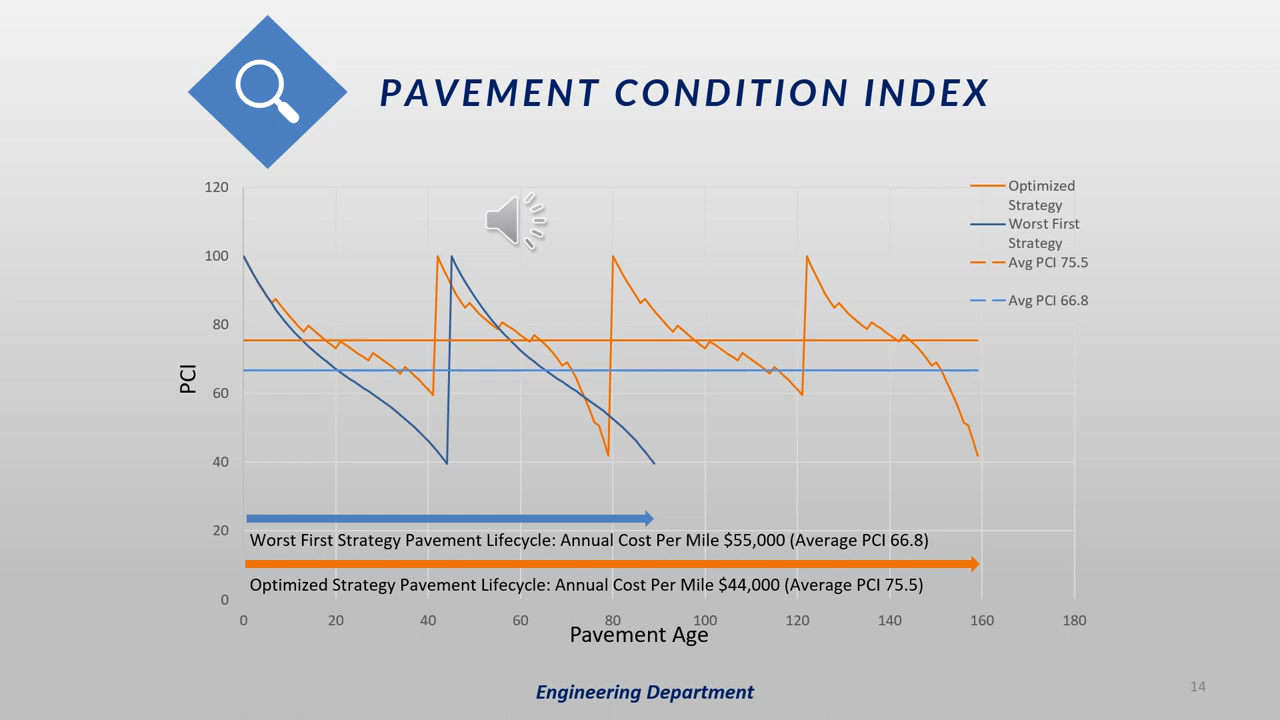 PAVEMENT CONDITION INDEX
120
100
80
60
40
20
0
PCI
Optimized
Strategy
Worst First
Strategy
Avg PCI 75.5
Avg PCI 66.8
Worst First Strategy Pavement Lifecycle: Annual Cost Per Mile $55,000 (Average PCI 66.8)
Optimized Strategy Pavement Lifecycle: Annual Cost Per Mile $44,000 (Average PCI 75.5)
0 20 40 60 80 100 120 140 160 180
Pavement Age
Engineering Department
14